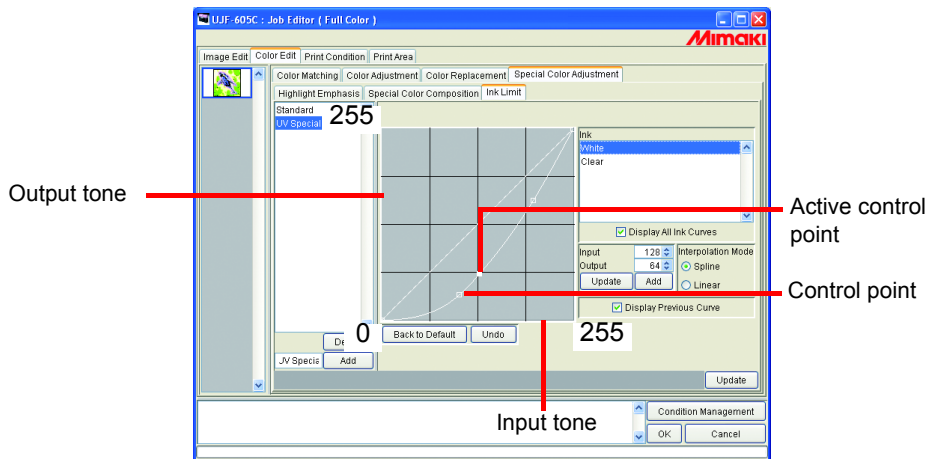 UJF-605C : Job Editor ( Full Color )
Mimaki
Image Edit Color Edit Print Condition Print Area
Color Matching Color Adjustment Color Replacement Special Color Adjustment
Highlight Emphasis Special Color Composition Ink Limit
Standard
UV Special
255
Ink
White
Clear
Output tone
Active control
point
Display All Ink Curves
Input 128 Interpolation Mode
Output 64 Spline
Update Add Linear
Control point
Display Previous Curve
0
Back to Default Undo
255
De
UV Specia Add
Update
Input tone
Condition Management
OK Cancel